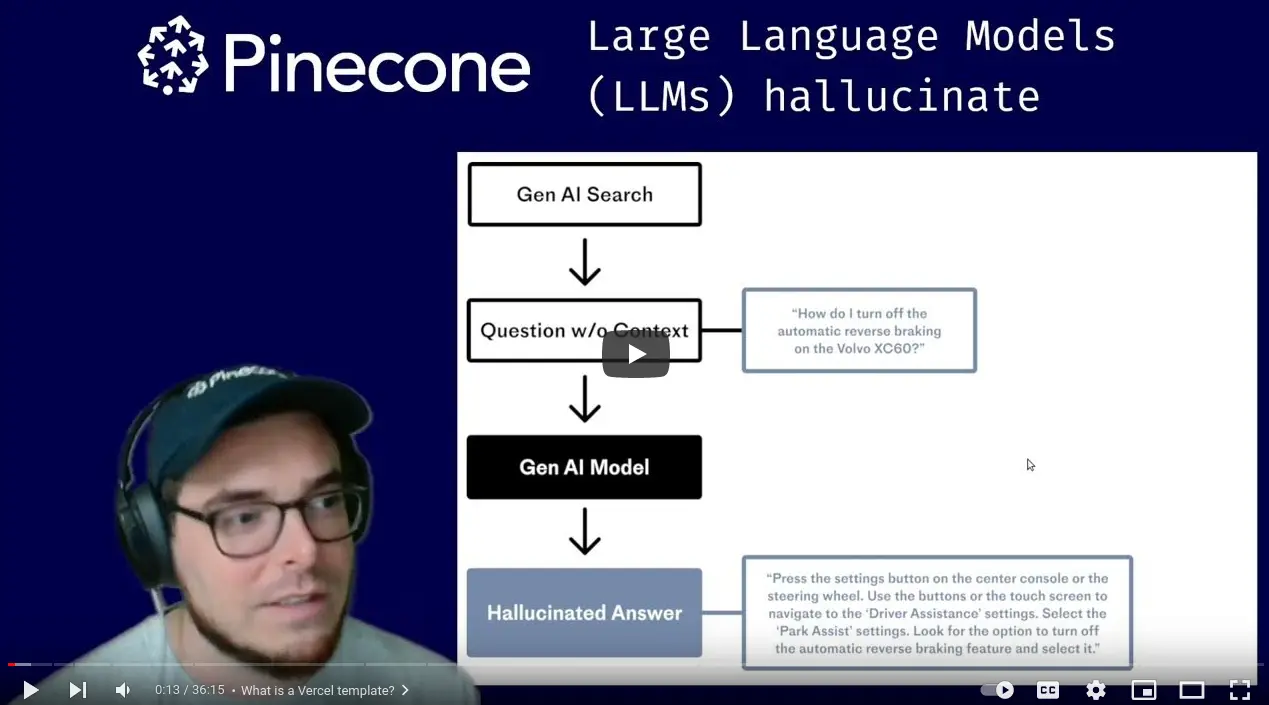 Pinecone
Large Language Models
(LLMs) hallucinate
Gen AI Search
Question w/o Context
“How do I turn off the
automatic reverse braking
on the Volvo XC60?”
Gen AI Model
Hallucinated Answer
“Press the settings button on the center console or the
steering wheel. Use the buttons or the touch screen to
navigate to the ‘Driver Assistance’ settings. Select the
‘Park Assist’ settings. Look for the option to turn off
the automatic reverse braking feature and select it.”
Pinecone
0:13 / 36:15 • What is a Vercel template?
CC